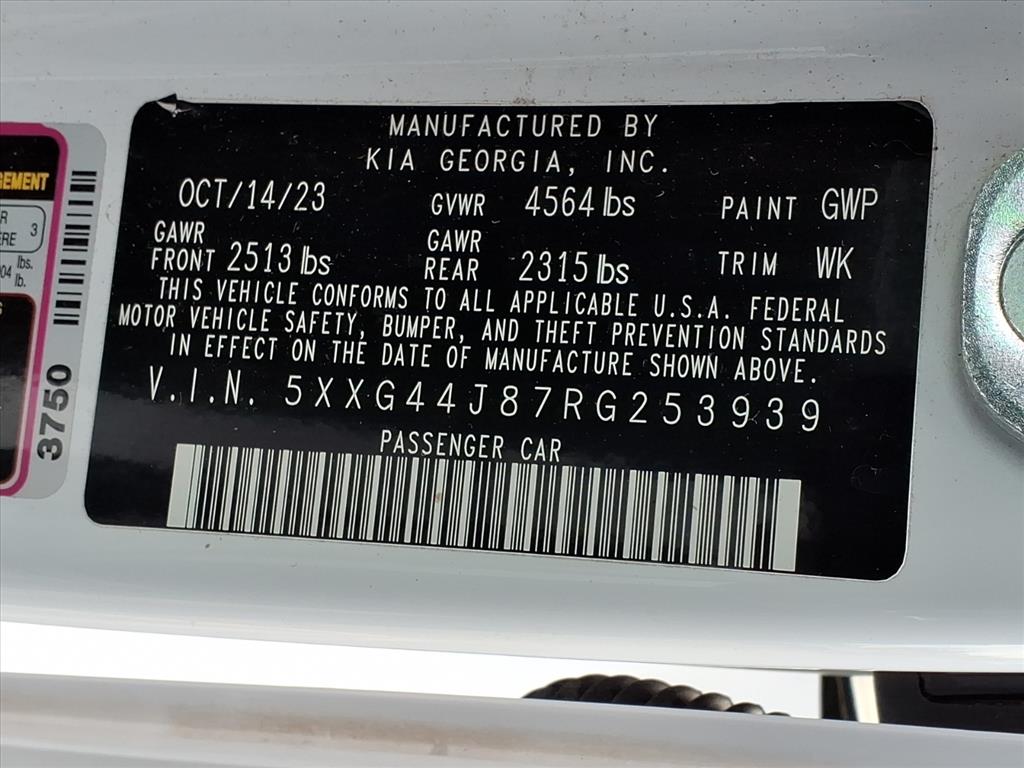 MANUFACTURED BY
KIA GEORGIA, INC.
OCT/14/23 GVWR 4564 lbs PAINT GWP
GAWR FRONT 2513 lbs GAWR REAR 2315 lbs TRIM WK
THIS VEHICLE CONFORMS TO ALL APPLICABLE U.S.A. FEDERAL
MOTOR VEHICLE SAFETY, BUMPER, AND THEFT PREVENTION STANDARDS
IN EFFECT ON THE DATE OF MANUFACTURE SHOWN ABOVE.
V.I.N. 5XXG44J87RG253939
PASSENGER CAR
3
lbs.
lb.
3750